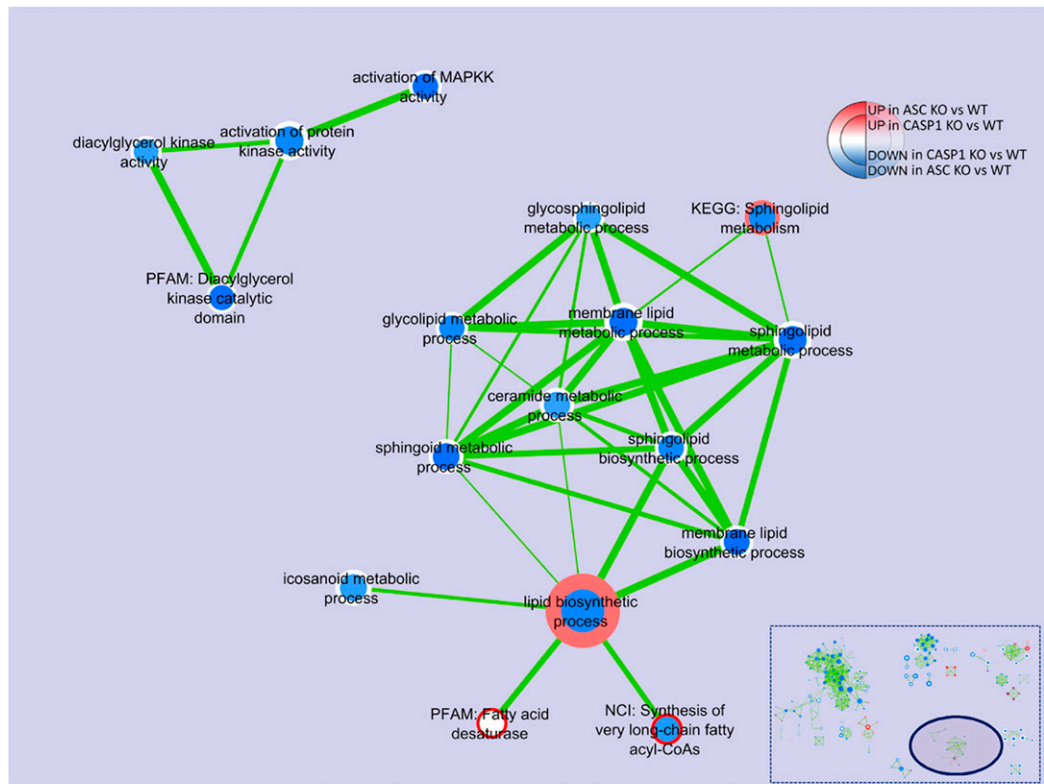 activation of MAPKK
activity
diacylglycerol kinase
activity
activation of protein
kinase activity
PFAM: Diacylglycerol
kinase catalytic
domain
UP in ASC KO vs WT
UP in CASP1 KO vs WT
DOWN in CASP1 KO vs WT
DOWN in ASC KO vs WT
glycosphingolipid
metabolic process
KEGG: Sphingolipid
metabolism
glycolipid metabolic
process
membrane lipid
metabolic process
sphingolipid
metabolic process
ceramide metabolic
process
sphingoid metabolic
process
sphingolipid
biosynthetic process
membrane lipid
biosynthetic process
icosanoid metabolic
process
lipid biosynthetic
process
PFAM: Fatty acid
desaturase
NCI: Synthesis of
very long-chain fatty
acyl-CoAs